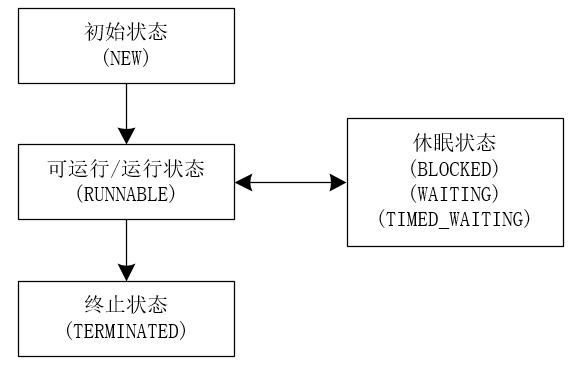 初始状态
(NEW)
可运行/运行状态
(RUNNABLE)
休眠状态
(BLOCKED)
(WAITING)
(TIMED_WAITING)
终止状态
(TERMINATED)